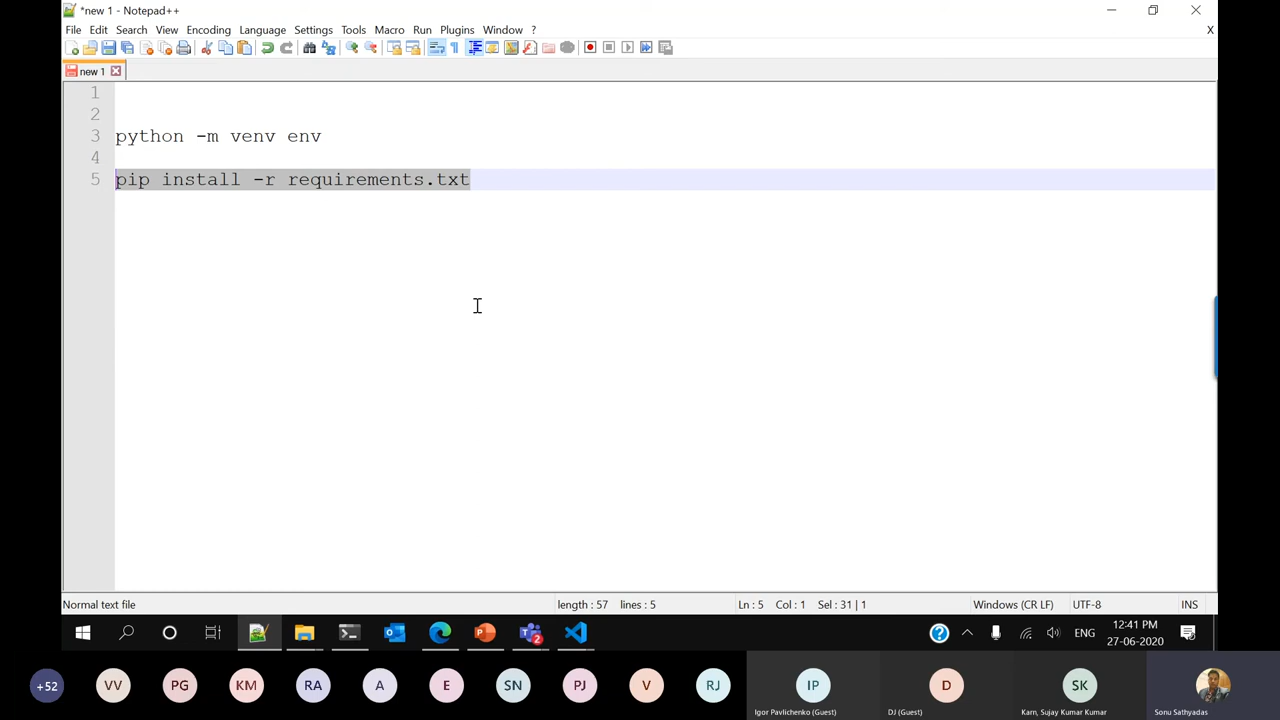 *new 1 - Notepad++
File Edit Search View Encoding Language Settings Tools Macro Run Plugins Window ? X
new 1
1
2
3 python -m venv env
4
5 pip install -r requirements.txt
Normal text file length : 57 lines : 5 Ln : 5 Col : 1 Sel : 31 | 1 Windows (CR LF) UTF-8 INS
2 ENG 12:41 PM
27-06-2020
+52 VV PG KM RA A E SN PJ V RJ IP D SK
Igor Pavlichenko (Guest) DJ (Guest) Karn, Sujay Kumar Kumar Sonu Sathyadas